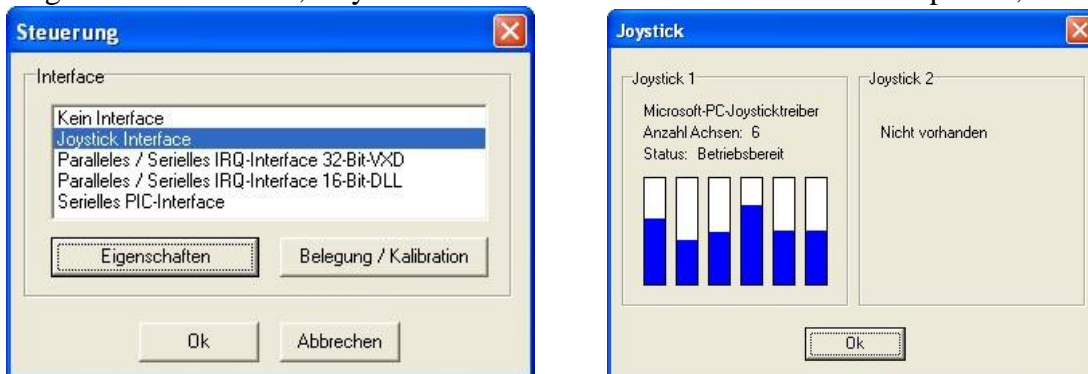 Steuerung
Interface
Kein Interface
Joystick Interface
Paralleles / Serielles IRQ-Interface 32-Bit-VXD
Paralleles / Serielles IRQ-Interface 16-Bit-DLL
Serielles PIC-Interface
Eigenschaften
Belegung / Kalibration
Ok
Abbrechen
Joystick
Joystick 1
Microsoft-PC-Joysticktreiber
Anzahl Achsen: 6
Status: Betriebsbereit
Joystick 2
Nicht vorhanden
Ok